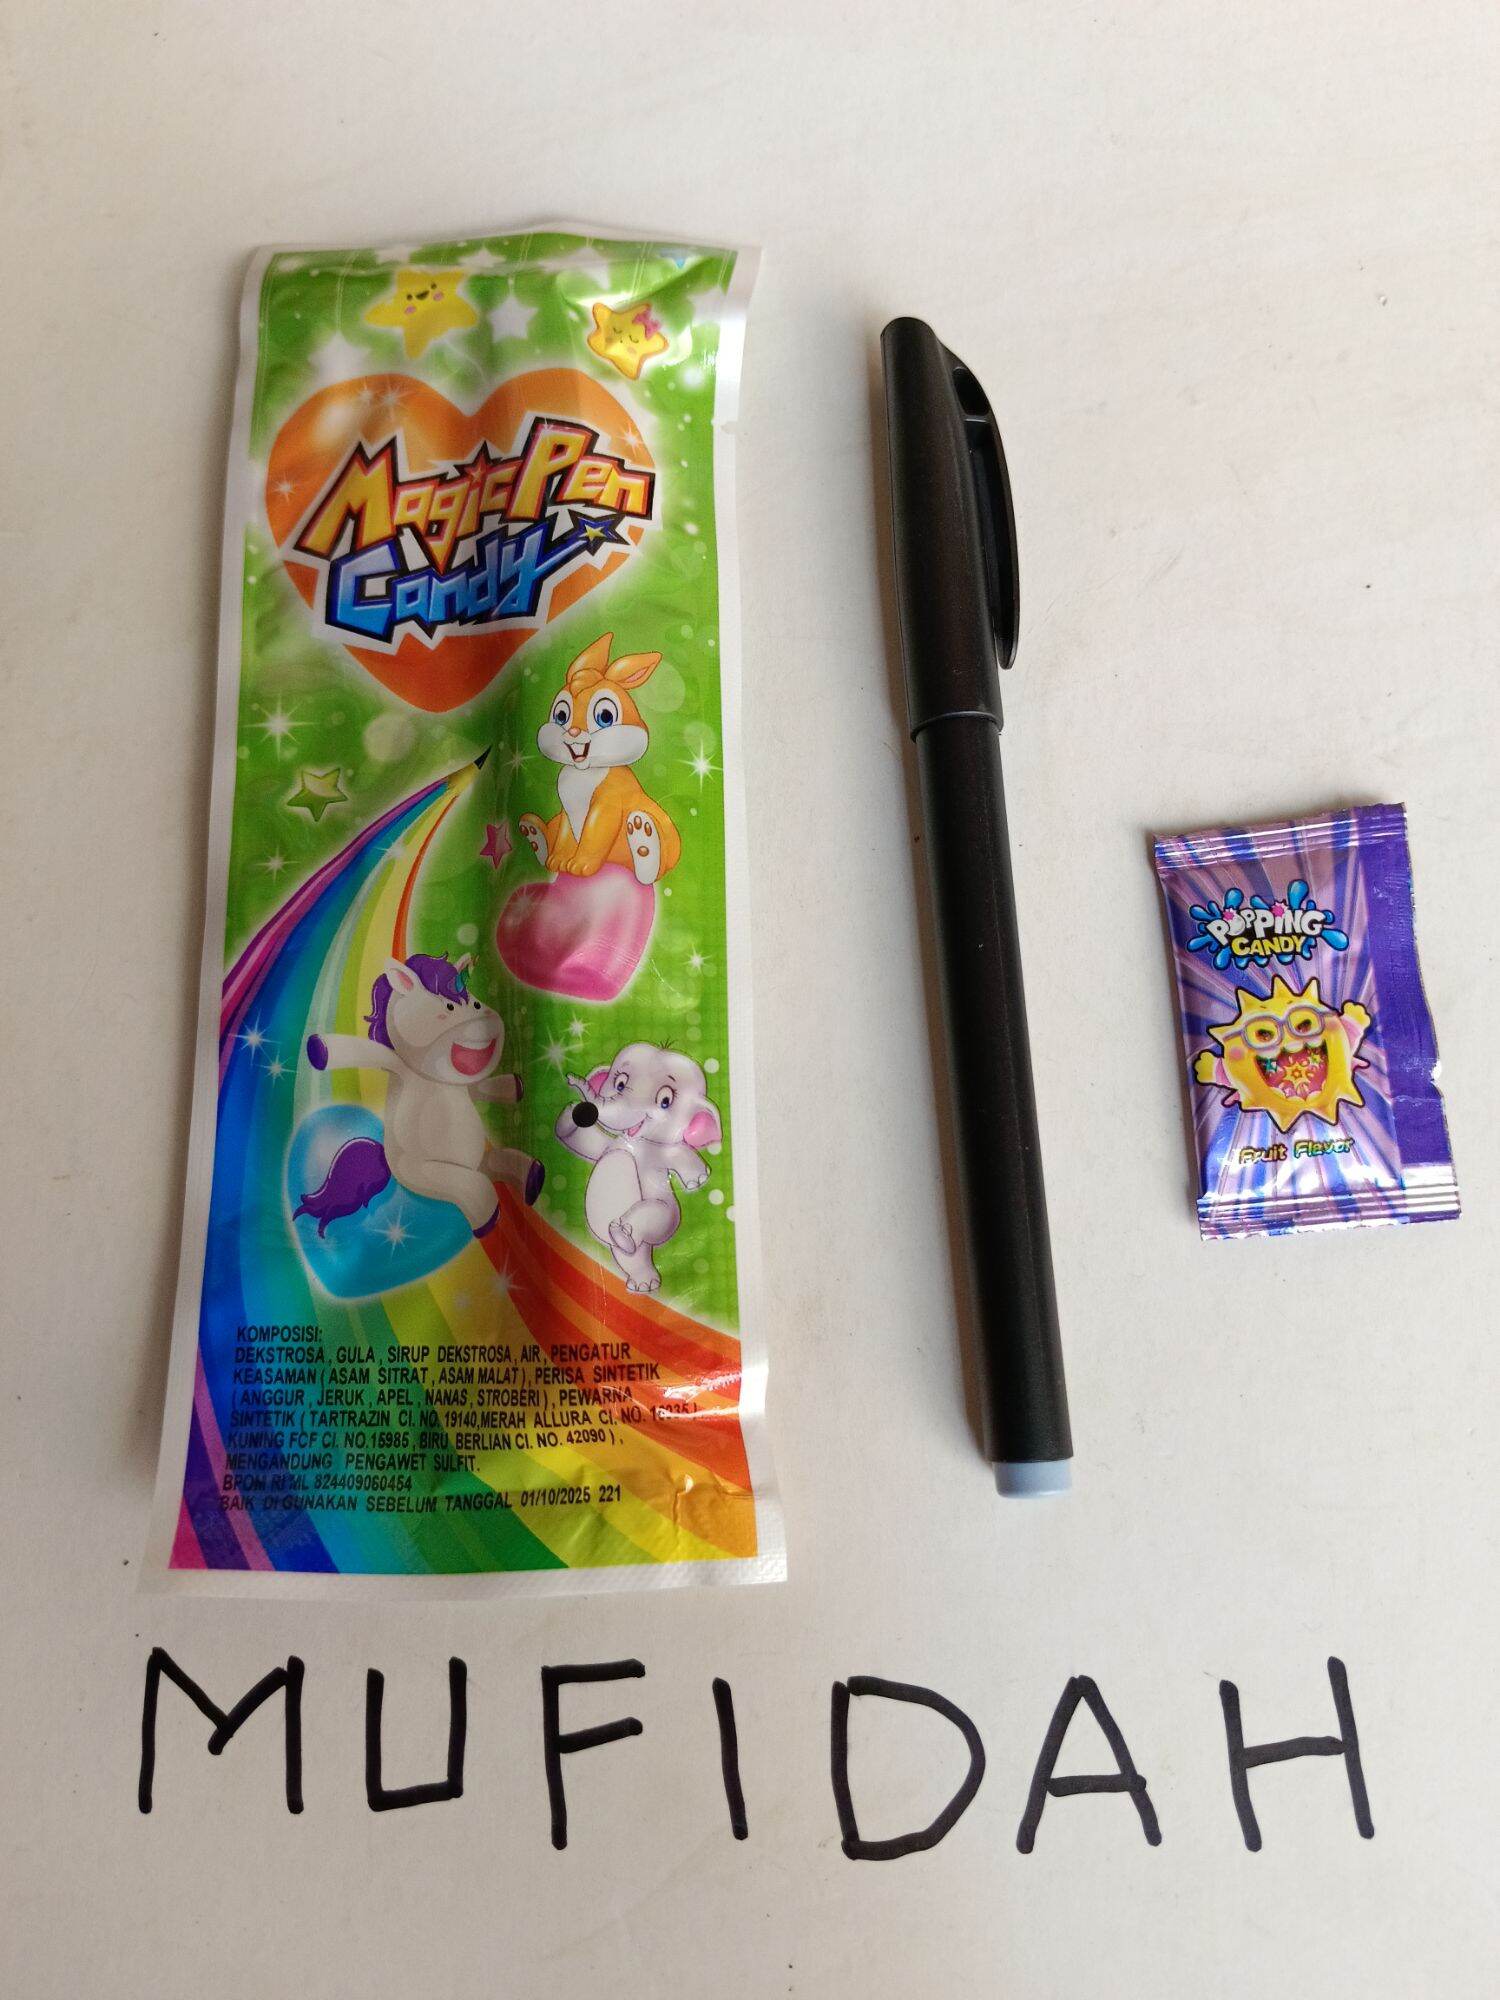 Magic Pen
Candy
POPPING
CANDY
Fruit Flavor
KOMPOSISI:
DEKSTROSA, GULA, SIRUP DEKSTROSA, AIR, PENGATUR
KEASAMAN (ASAM SITRAT, ASAM MALAT), PERISA SINTETIK
(ANGGUR, JERUK, APEL, NANAS, STROBERI), PEWARNA
SINTETIK (TARTRAZIN CI. NO. 19140, MERAH ALLURA CI. NO.
KUNING FCF CI. NO.15985, BIRU BERLIAN CI. NO. 42090),
MENGANDUNG PENGAWET SULFIT.
BPOM RI ML 824409060454
BAIK DI GUNAKAN SEBELUM TANGGAL 01/10/2025 221
MUFIDAH